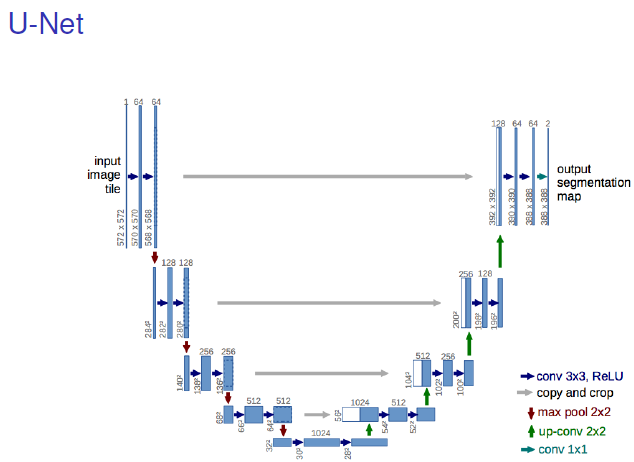 U-Net
1 64 64
128 64 64 2
input
image
tile
output
segmentation
map
572 x 572
570 x 570
568 x 568
392 x 392
390 x 390
388 x 388
388 x 388
128 128
256 128
284²
282²
280²
200²
198²
196²
256 256
512 256
140²
138²
136²
104²
102²
100²
512 512
1024 512
68²
66²
64²
56²
54²
52²
1024
32²
30²
28²
conv 3x3, ReLU
copy and crop
max pool 2x2
up-conv 2x2
conv 1x1